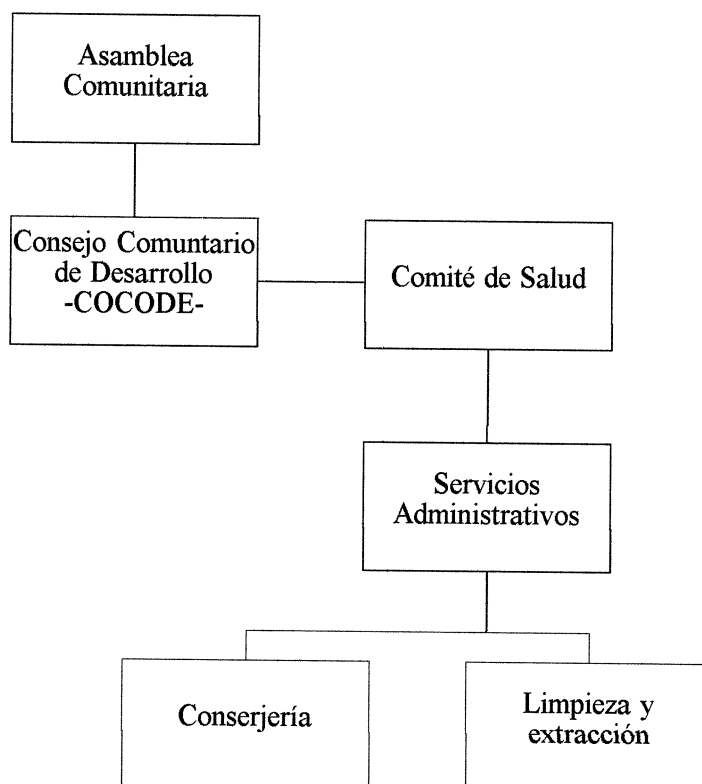 Asamblea
Comunitaria
Consejo Comuntario
de Desarrollo
-COCODE-
Comité de Salud
Servicios
Administrativos
Conserjería
Limpieza y
extracción